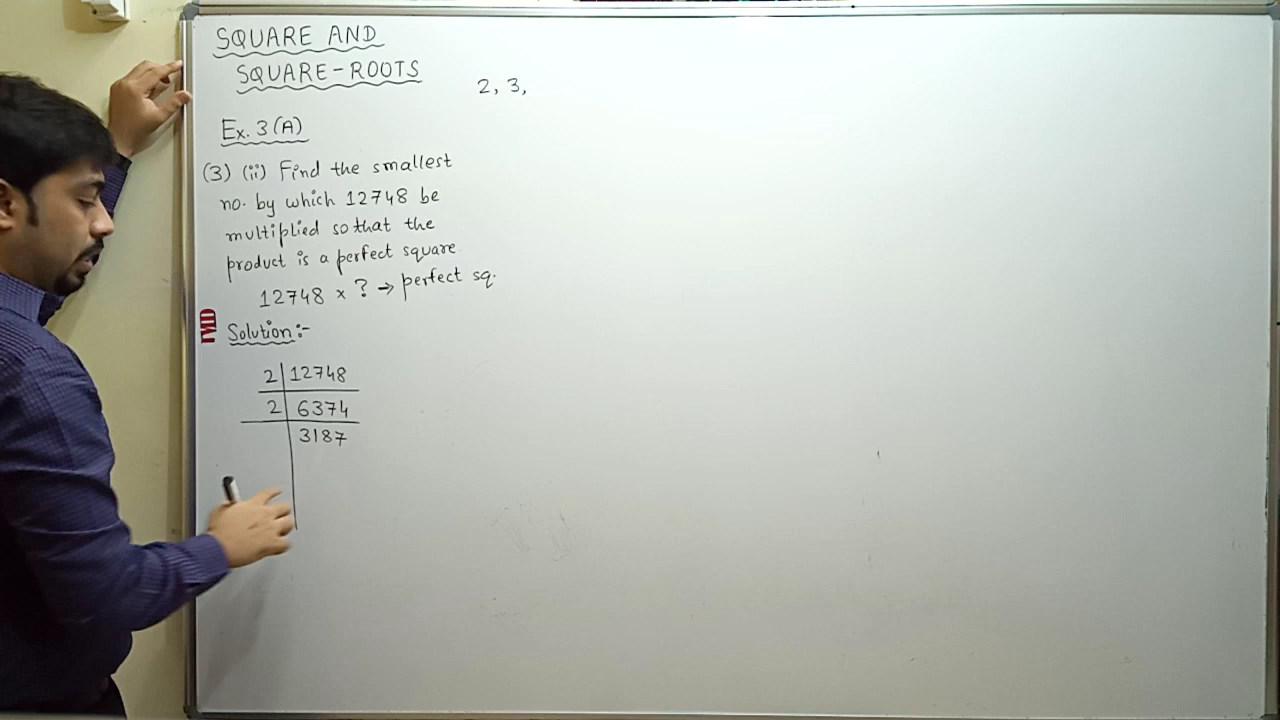 SQUARE AND
SQUARE-ROOTS
2, 3,
Ex. 3(A)
(3) (ii) Find the smallest
no. by which 12748 be
multiplied so that the
product is a perfect square
12748 × ? → perfect sq.
Solution:-
2 | 12748
2 | 6374
3187